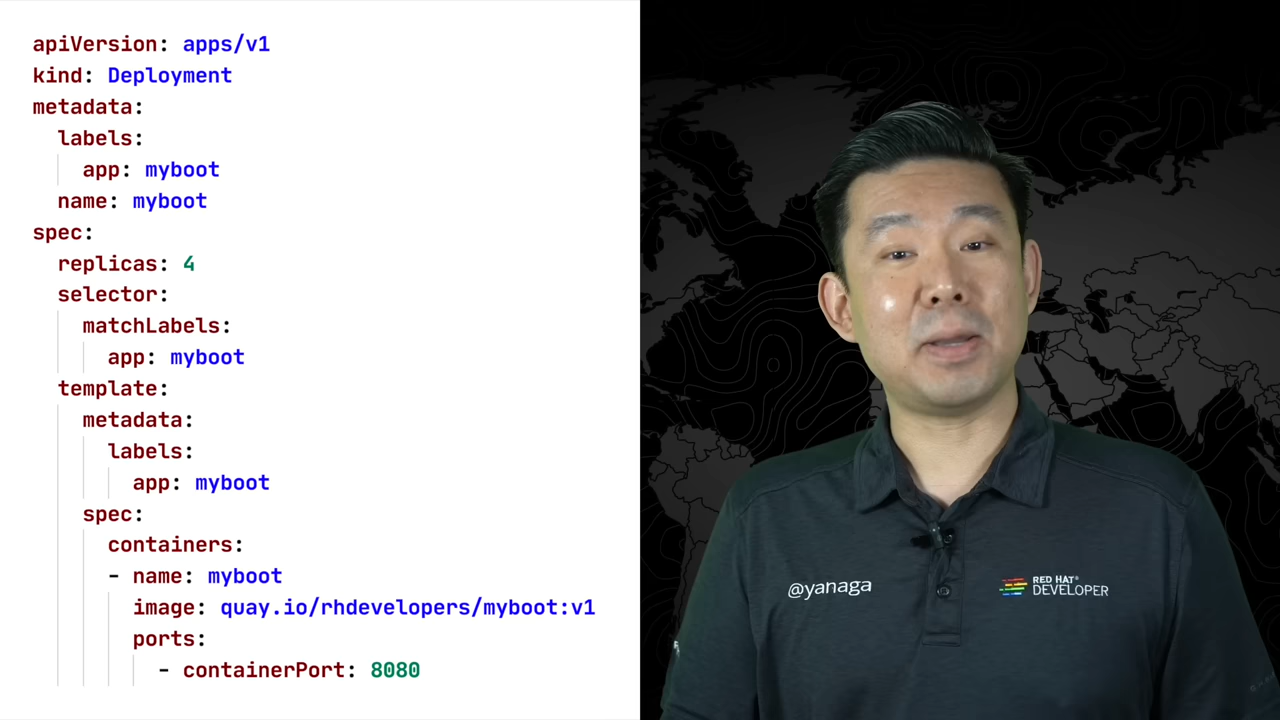 apiVersion: apps/v1
kind: Deployment
metadata:
  labels:
    app: myboot
  name: myboot
spec:
  replicas: 4
  selector:
    matchLabels:
      app: myboot
  template:
    metadata:
      labels:
        app: myboot
    spec:
      containers:
      - name: myboot
        image: quay.io/rhdevelopers/myboot:v1
        ports:
          - containerPort: 8080
@yanaga
RED HAT®
DEVELOPER